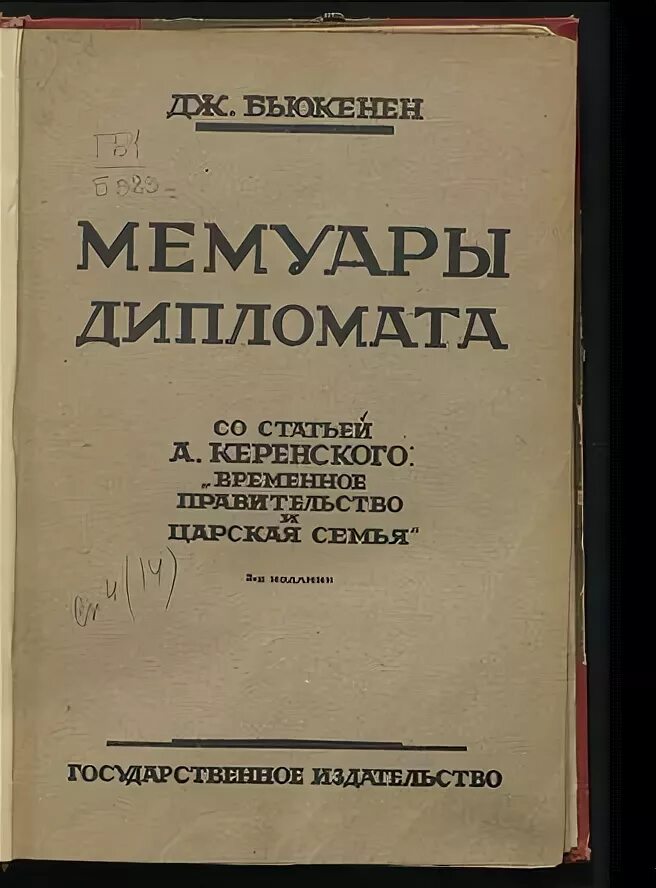 ДЖ. БЬЮКЕНЕН
МЕМУАРЫ
ДИПЛОМАТА
СО СТАТЬЕЙ
А. КЕРЕНСКОГО:
„ВРЕМЕННОЕ
ПРАВИТЕЛЬСТВО
И
ЦАРСКАЯ СЕМЬЯ"
ГОСУДАРСТВЕННОЕ ИЗДАТЕЛЬСТВО